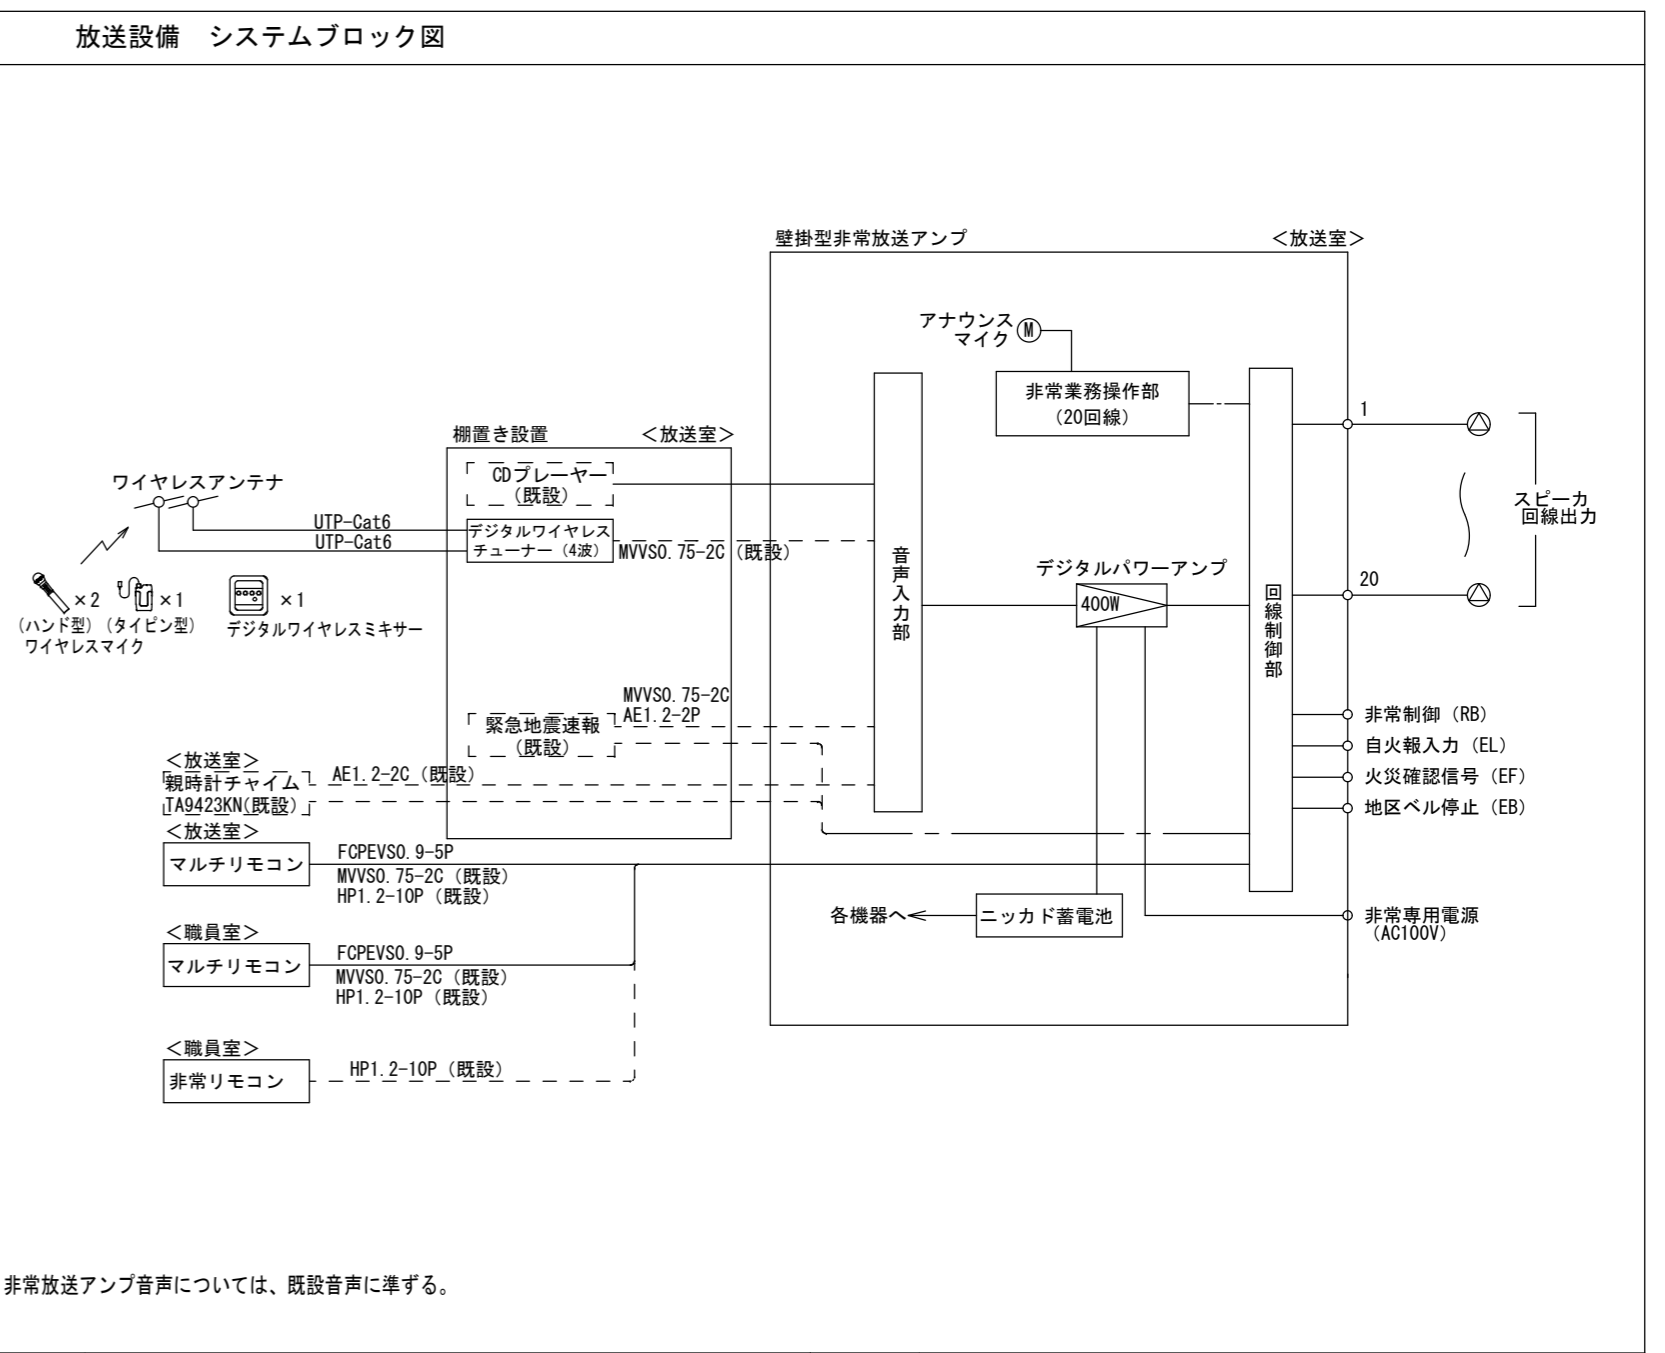 放送設備 システムブロック図
壁掛型非常放送アンプ
<放送室>
アナウンス
マイク
M
非常業務操作部
(20回線)
1
棚置き設置
<放送室>
ワイヤレスアンテナ
CDプレーヤー
(既設)
スピーカ
回線出力
UTP-Cat6
UTP-Cat6
デジタルワイヤレス
チューナー (4波)
MVVS0.75-2C (既設)
音声入力部
デジタルパワーアンプ
400W
回線制御部
20
×2
×1
×1
(ハンド型) (タイピン型)
ワイヤレスマイク
デジタルワイヤレスミキサー
MVVS0.75-2C
AE1.2-2P
緊急地震速報
(既設)
非常制御 (RB)
自火報入力 (EL)
火災確認信号 (EF)
地区ベル停止 (EB)
<放送室>
親時計チャイム
TA9423KN(既設)
AE1.2-2C (既設)
<放送室>
マルチリモコン
FCPEVS0.9-5P
MVVS0.75-2C (既設)
HP1.2-10P (既設)
各機器へ
ニッカド蓄電池
非常専用電源
(AC100V)
<職員室>
マルチリモコン
FCPEVS0.9-5P
MVVS0.75-2C (既設)
HP1.2-10P (既設)
<職員室>
非常リモコン
HP1.2-10P (既設)
非常放送アンプ音声については、既設音声に準ずる。